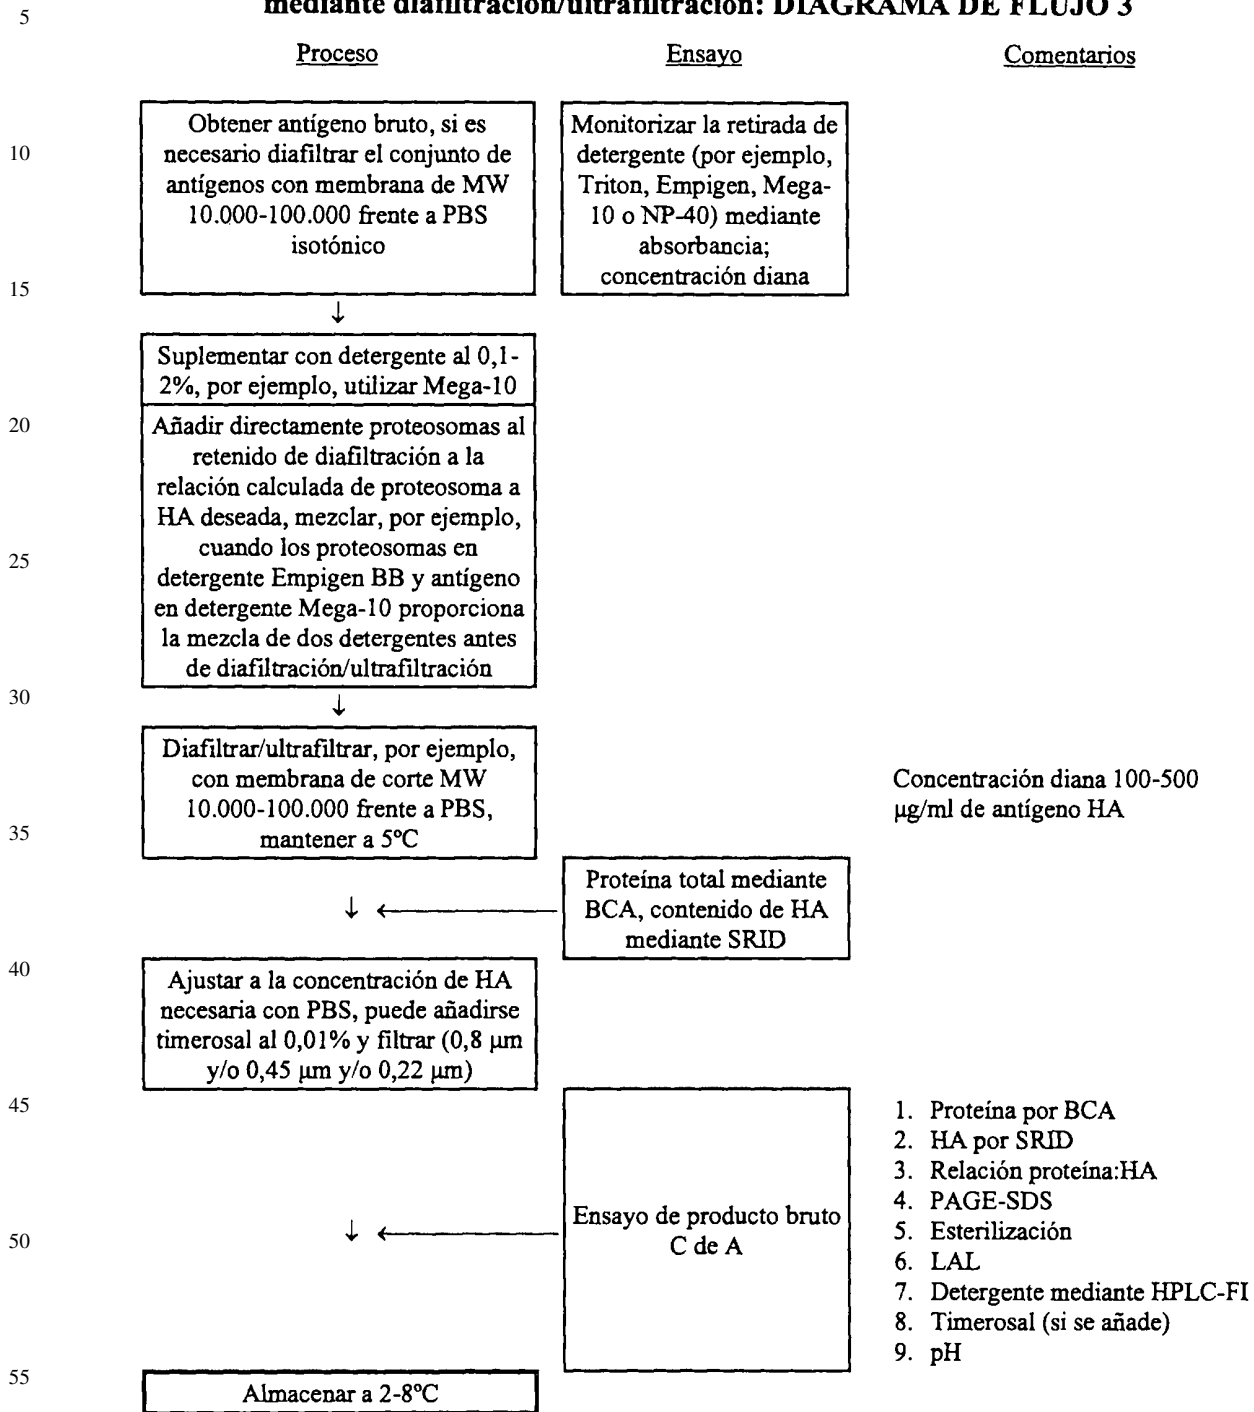 mediante diafiltración/ultrafiltración: DIAGRAMA DE FLUJO 3
5
Proceso
Ensayo
Comentarios
Obtener antígeno bruto, si es
necesario diafiltrar el conjunto de
antígenos con membrana de MW
10.000-100.000 frente a PBS
isotónico
Monitorizar la retirada de
detergente (por ejemplo,
Triton, Empigen, Mega-
10 o NP-40) mediante
absorbancia;
concentración diana
10
15
↓
Suplementar con detergente al 0,1-
2%, por ejemplo, utilizar Mega-10
20
Añadir directamente proteosomas al
retenido de diafiltración a la
relación calculada de proteosoma a
HA deseada, mezclar, por ejemplo,
cuando los proteosomas en
detergente Empigen BB y antígeno
en detergente Mega-10 proporciona
la mezcla de dos detergentes antes
de diafiltración/ultrafiltración
25
30
↓
Diafiltrar/ultrafiltrar, por ejemplo,
con membrana de corte MW
10.000-100.000 frente a PBS,
mantener a 5ºC
Concentración diana 100-500
µg/ml de antígeno HA
35
Proteína total mediante
BCA, contenido de HA
mediante SRID
↓ ←
40
Ajustar a la concentración de HA
necesaria con PBS, puede añadirse
timerosal al 0,01% y filtrar (0,8 µm
y/o 0,45 µm y/o 0,22 µm)
45
↓ ←
Ensayo de producto bruto
C de A
1. Proteína por BCA
2. HA por SRID
3. Relación proteína:HA
4. PAGE-SDS
5. Esterilización
6. LAL
7. Detergente mediante HPLC-FI
8. Timerosal (si se añade)
9. pH
50
55
Almacenar a 2-8ºC